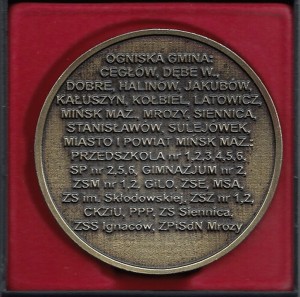 OGNISKA GMINA:
CEGŁÓW, DĘBE W.,
DOBRE, HALINÓW, JAKUBÓW,
KAŁUSZYN, KOŁBIEL, LATOWICZ,
MIŃSK MAZ., MROZY, SIENNICA,
STANISŁAWÓW, SULEJÓWEK,
MIASTO I POWIAT MIŃSK MAZ.:
PRZEDSZKOLA nr 1,2,3,4,5,6,
SP nr 2,5,6, GIMNAZJUM nr 2,
ZSM nr 1,2, GiLO, ZSE, MSA,
ZS im. Skłodowskiej, ZSZ nr 1,2,
CKZiU, PPP, ZS Siennica,
ZSS Ignaców, ZPiSdN Mrozy